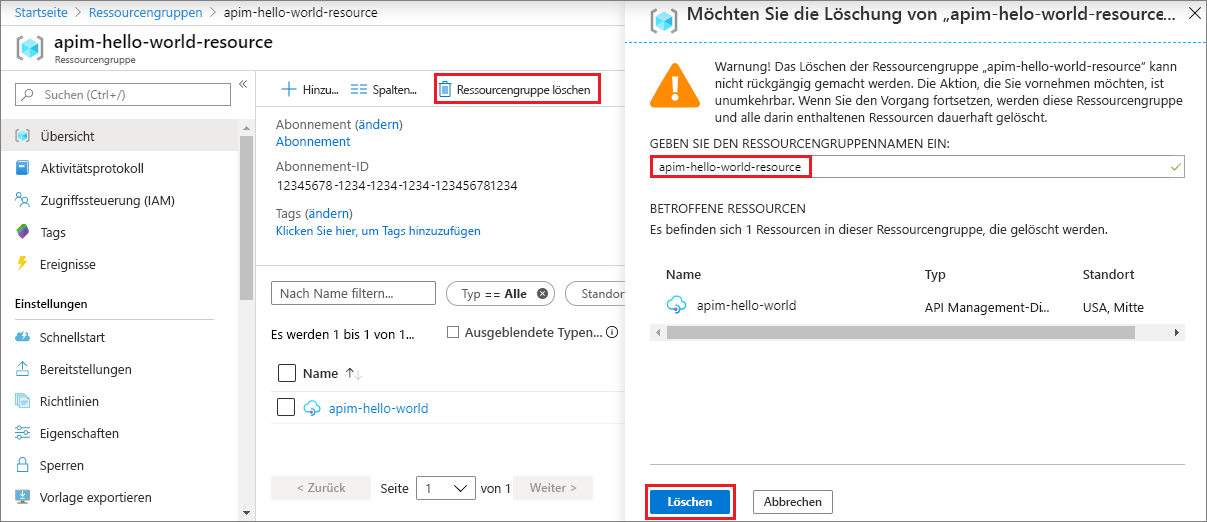 Startseite > Ressourcengruppen > apim-hello-world-resource
apim-hello-world-resource
Ressourcengruppe
Suchen (Ctrl+/)
«
Übersicht
Aktivitätsprotokoll
Zugriffssteuerung (IAM)
Tags
Ereignisse
Einstellungen
Schnellstart
Bereitstellungen
Richtlinien
Eigenschaften
Sperren
Vorlage exportieren
Hinzu... Spalten... Ressourcengruppe löschen
Abonnement (ändern)
Abonnement
Abonnement-ID
12345678-1234-1234-1234-123456781234
Tags (ändern)
Klicken Sie hier, um Tags hinzuzufügen
Nach Name filtern... Typ == Alle Standor
Es werden 1 bis 1 von 1... Ausgeblendete Typen...
Name ↑↓
apim-hello-world
< Zurück Seite 1 von 1 Weiter >
Möchten Sie die Löschung von „apim-helo-world-resource...
Warnung! Das Löschen der Ressourcengruppe „apim-hello-world-resource“ kann
nicht rückgängig gemacht werden. Die Aktion, die Sie vornehmen möchten, ist
unumkehrbar. Wenn Sie den Vorgang fortsetzen, werden diese Ressourcengruppe
und alle darin enthaltenen Ressourcen dauerhaft gelöscht.
GEBEN SIE DEN RESSOURCENGRUPPENNAMEN EIN:
apim-hello-world-resource
BETROFFENE RESSOURCEN
Es befinden sich 1 Ressourcen in dieser Ressourcengruppe, die gelöscht werden.
Name Typ Standort
apim-hello-world API Management-Di... USA, Mitte
Löschen Abbrechen